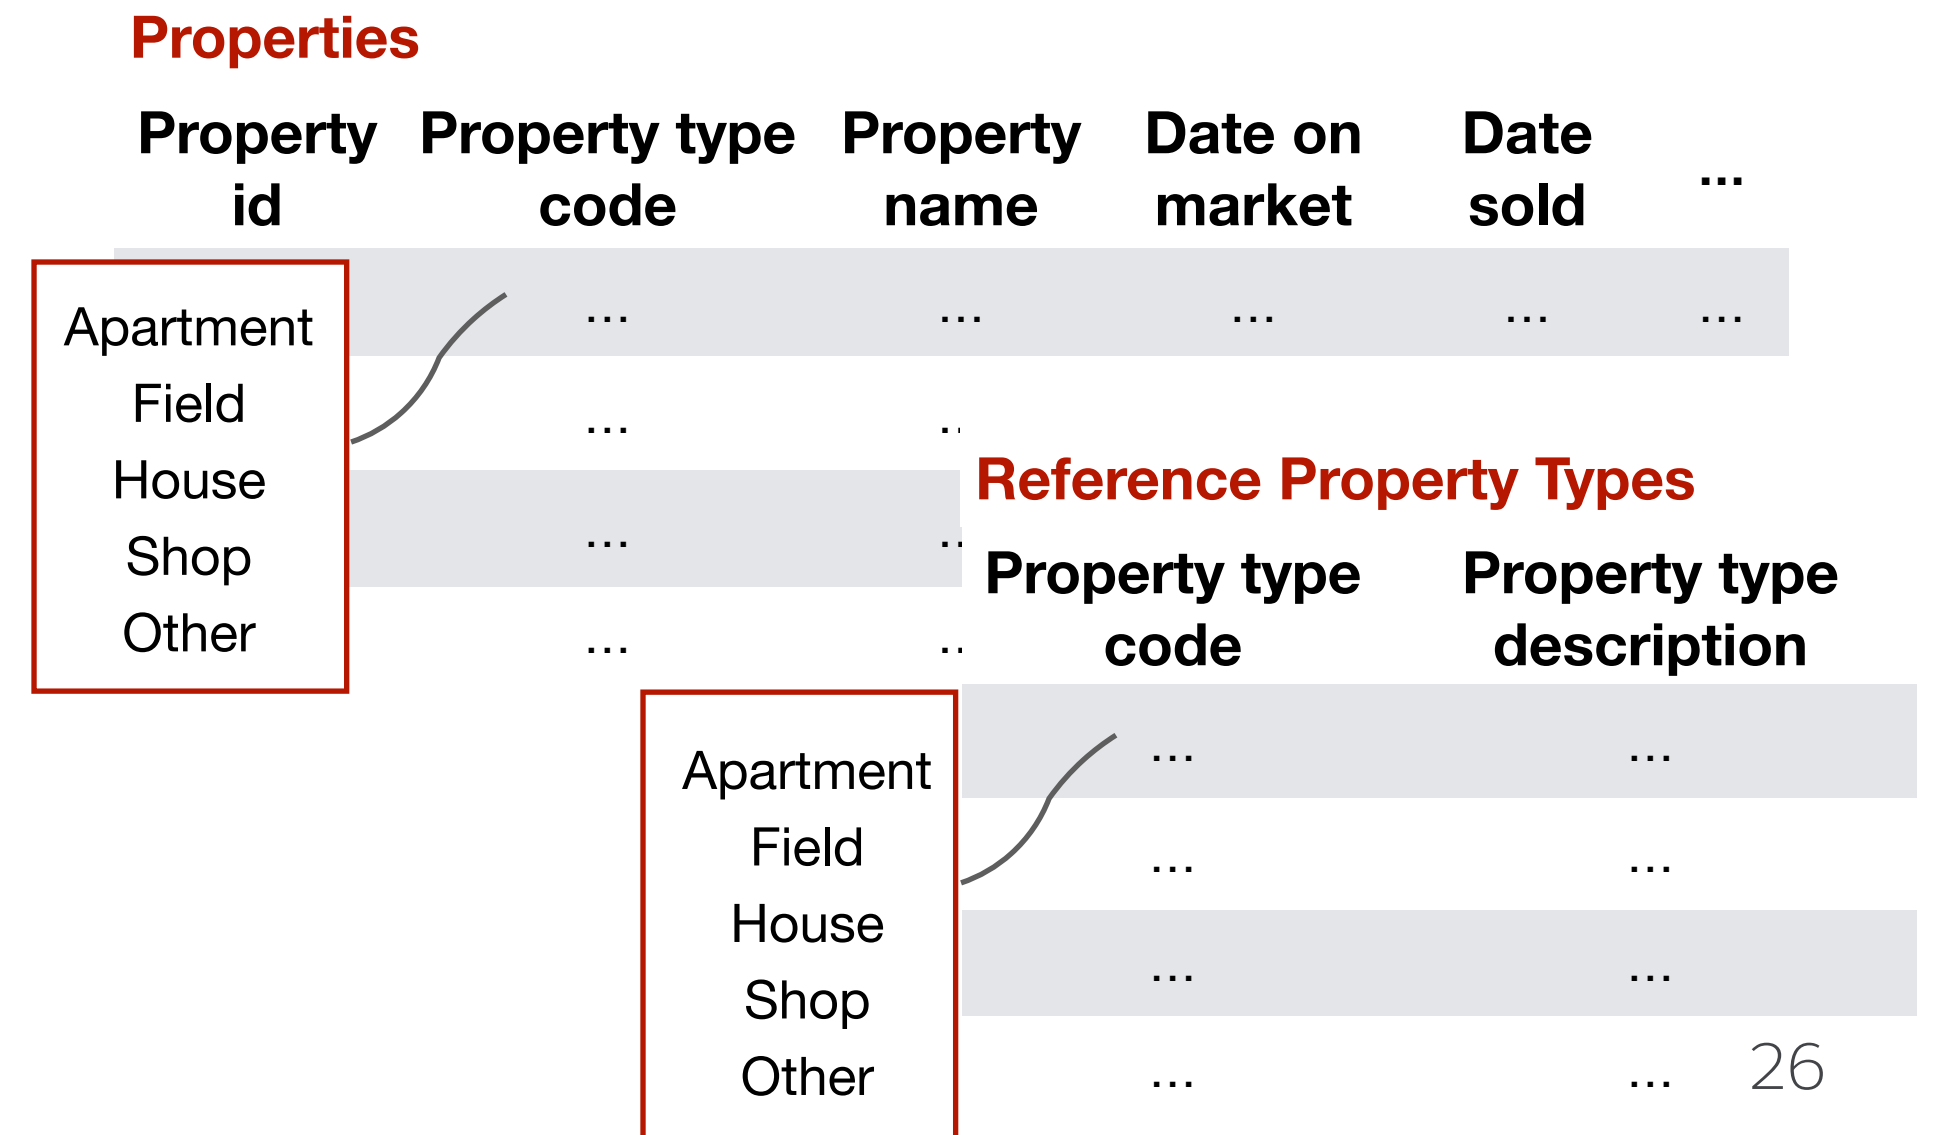 Properties
Property id Property type code Property name Date on market Date sold ...
Apartment
Field
House
Shop
Other
... ... ... ... ...
... ..
... ..
... ..
Reference Property Types
Property type code Property type description
Apartment
Field
House
Shop
Other
... ...
... ...
... ...
... ...
26